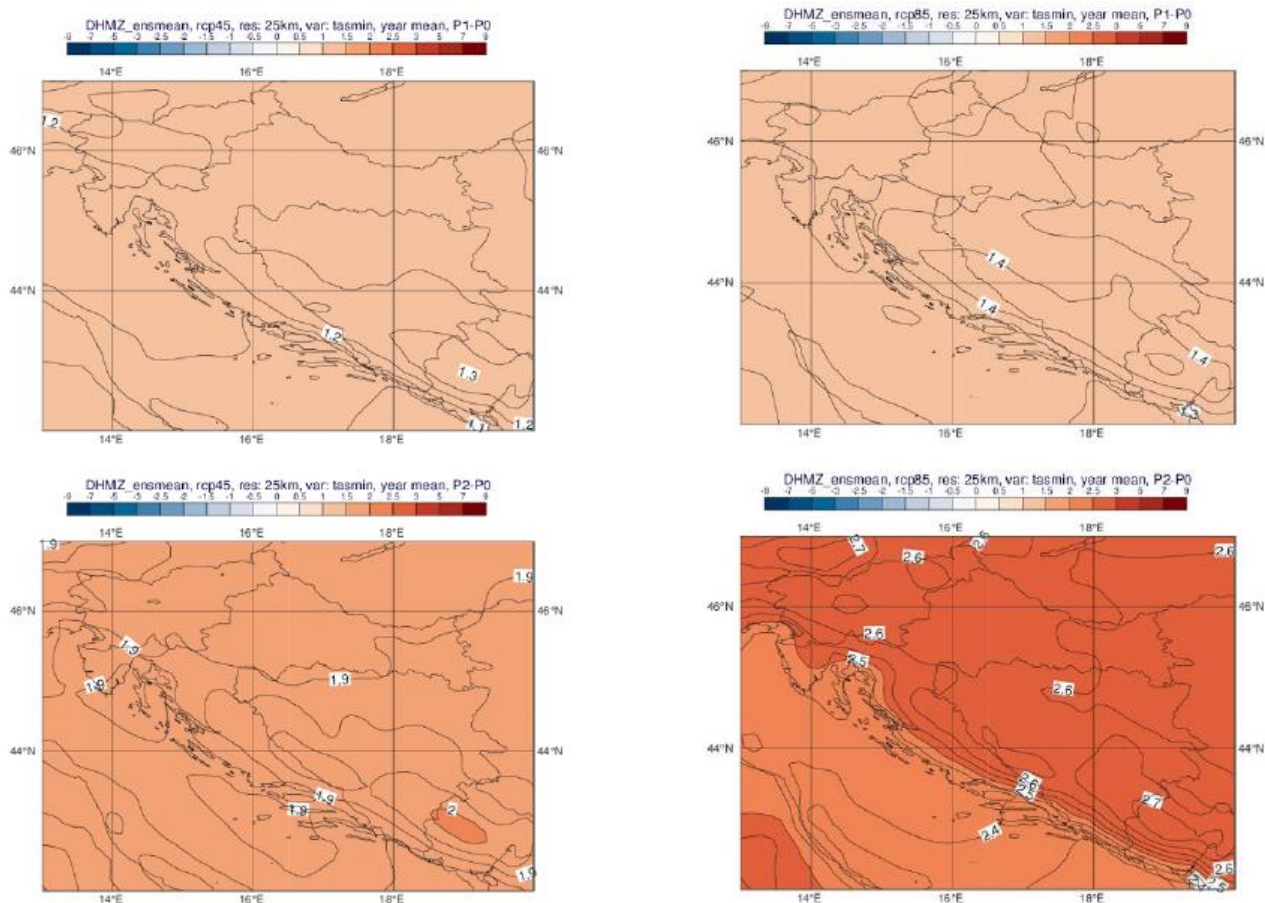 DHMZ_ensmean, rcp45, res: 25km, var: tasmin, year mean, P1-P0
-9 -7 -5 -3 -2.5 -2 -1.5 -1 -0.5 0 0.5 1 1.5 2 2.5 3 5 7 9
14°E 16°E 18°E
1.2
46°N
44°N
1.2
1.3
1.1
1.2
14°E 16°E 18°E
DHMZ_ensmean, rcp85, res: 25km, var: tasmin, year mean, P1-P0
-9 -7 -5 -3 -2.5 -2 -1.5 -1 -0.5 0 0.5 1 1.5 2 2.5 3 5 7 9
14°E 16°E 18°E
46°N 46°N
1.4
44°N 44°N
1.4
1.4
1.3
14°E 16°E 18°E
DHMZ_ensmean, rcp45, res: 25km, var: tasmin, year mean, P2-P0
-9 -7 -5 -3 -2.5 -2 -1.5 -1 -0.5 0 0.5 1 1.5 2 2.5 3 5 7 9
14°E 16°E 18°E
1.9
1.9
46°N
1.9
1.9
1.9
44°N
1.9
1.9
2
1.9
14°E 16°E 18°E
DHMZ_ensmean, rcp85, res: 25km, var: tasmin, year mean, P2-P0
-9 -7 -5 -3 -2.5 -2 -1.5 -1 -0.5 0 0.5 1 1.5 2 2.5 3 5 7 9
14°E 16°E 18°E
2.7 2.6 2.6
46°N 46°N
2.6
2.5
2.6
44°N 44°N
2.6
2.5
2.7
2.4
2.6
2.5
14°E 16°E 18°E